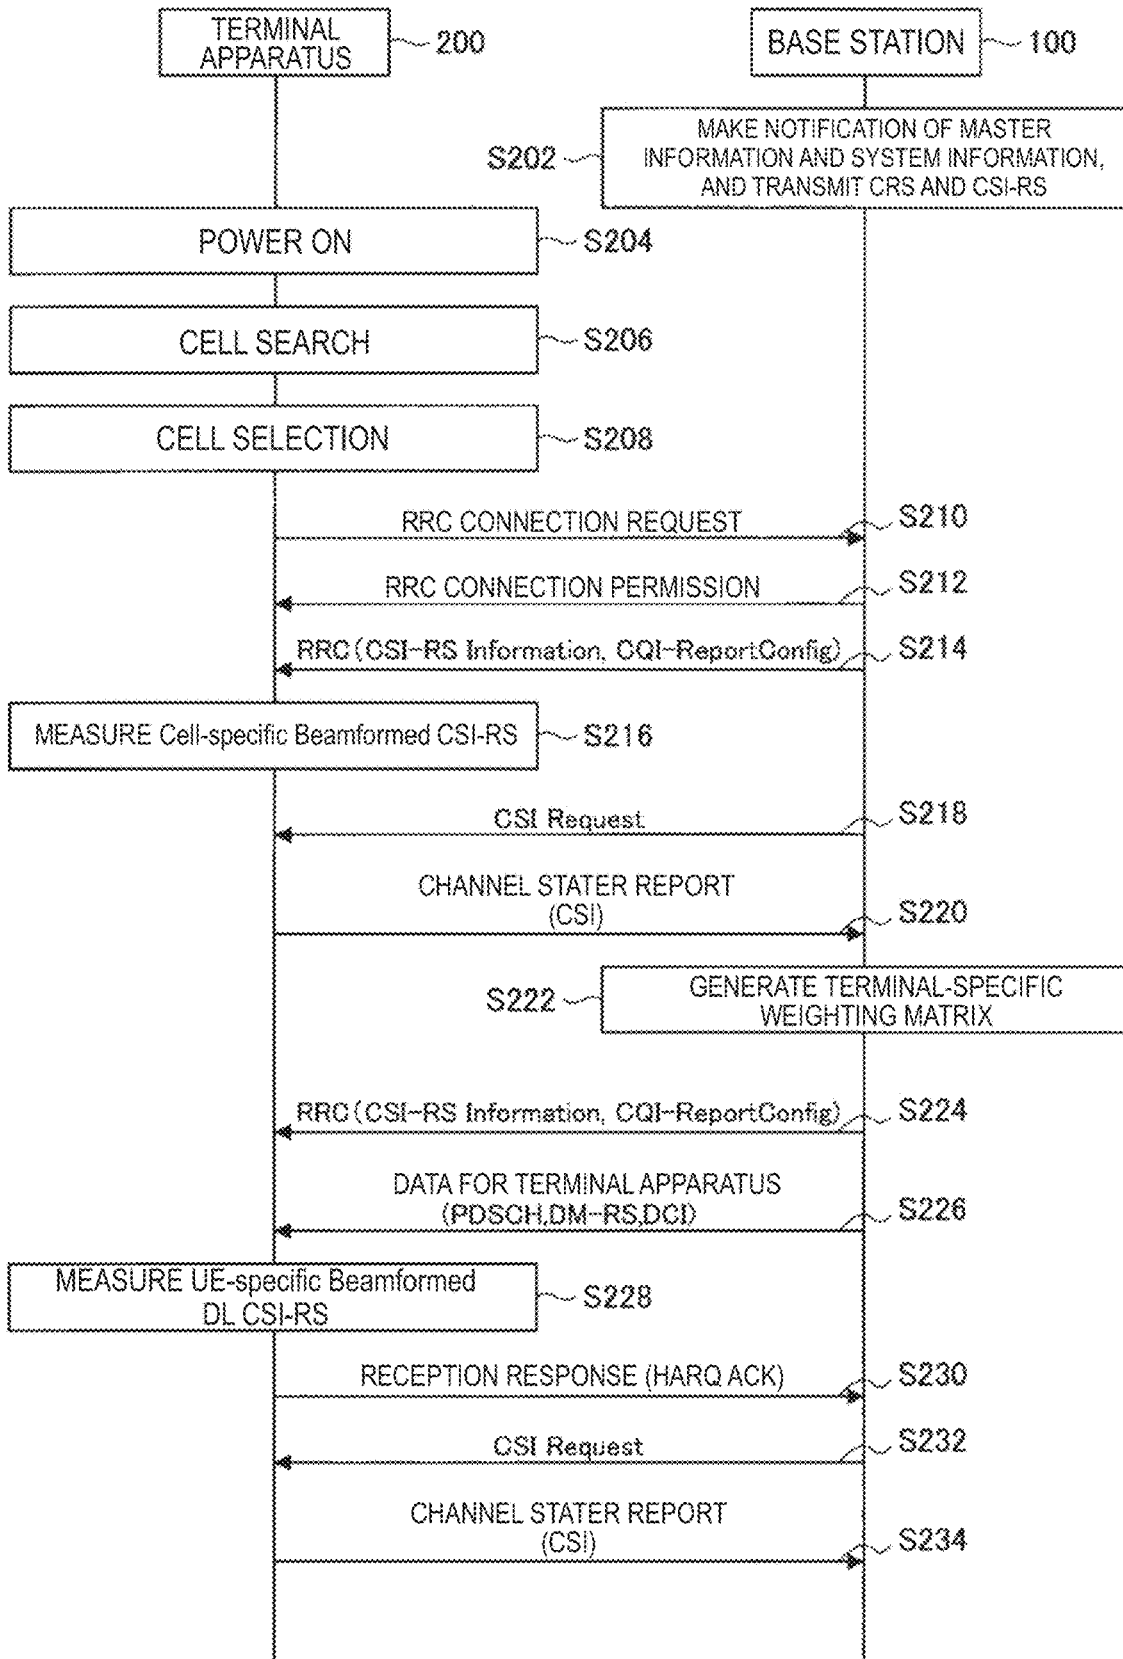 TERMINAL
APPARATUS
200
BASE STATION
100
MAKE NOTIFICATION OF MASTER
INFORMATION AND SYSTEM INFORMATION,
AND TRANSMIT CRS AND CSI-RS
S202
POWER ON
S204
CELL SEARCH
S206
CELL SELECTION
S208
RRC CONNECTION REQUEST
S210
RRC CONNECTION PERMISSION
S212
RRC(CSI-RS Information, CQI-ReportConfig)
S214
MEASURE Cell-specific Beamformed CSI-RS
S216
CSI Request
S218
CHANNEL STATER REPORT
(CSI)
S220
S222
GENERATE TERMINAL-SPECIFIC
WEIGHTING MATRIX
RRC(CSI-RS Information, CQI-ReportConfig)
S224
DATA FOR TERMINAL APPARATUS
(PDSCH,DM-RS,DCI)
S226
MEASURE UE-specific Beamformed
DL CSI-RS
S228
RECEPTION RESPONSE (HARQ ACK)
S230
CSI Request
S232
CHANNEL STATER REPORT
(CSI)
S234